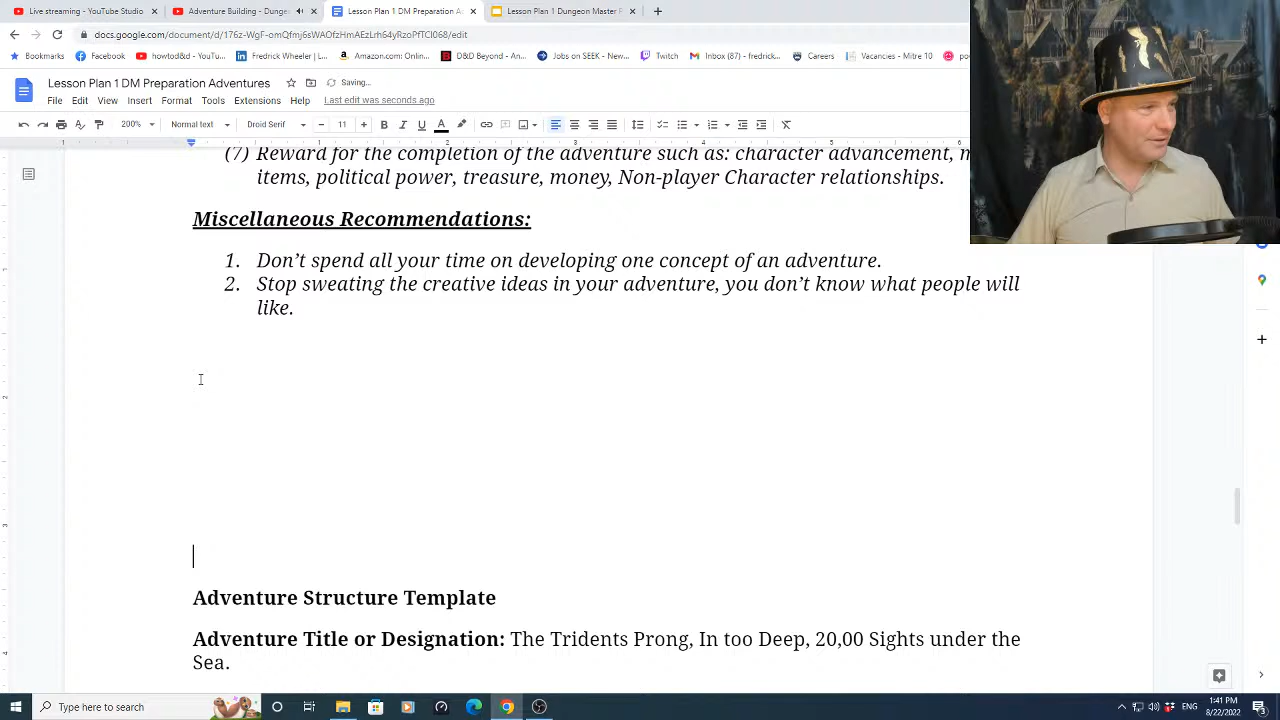 YouTube Studio
Adventure Building - Dunge
Lesson Plan 1 DM Preparation A
Lesson Plan 1 Dungeon Master F
docs.google.com/document/d/
/edit
Bookmarks
YouTube
howtodd&d - YouTu...
Facebook
Amazon.com: Onlin...
D&D Beyond - An...
Jobs on SEEK - New...
Twitch
Inbox (87) - fredrick...
Careers
Vacancies - Mitre 10
Lesson Plan 1 DM Preparation Adventures
Saving...
File Edit View Insert Format Tools Extensions Help Last edit was seconds ago
200% Normal text Droid Serif - 11 + B I U A
(7) Reward for the completion of the adventure such as: character advancement, m
items, political power, treasure, money, Non-player Character relationships.
Miscellaneous Recommendations:
1. Don’t spend all your time on developing one concept of an adventure.
2. Stop sweating the creative ideas in your adventure, you don’t know what people will
like.
Adventure Structure Template
Adventure Title or Designation: The Tridents Prong, In too Deep, 20,00 Sights under the
Sea.
Type here to search
ENG
1:41 PM
8/22/2022